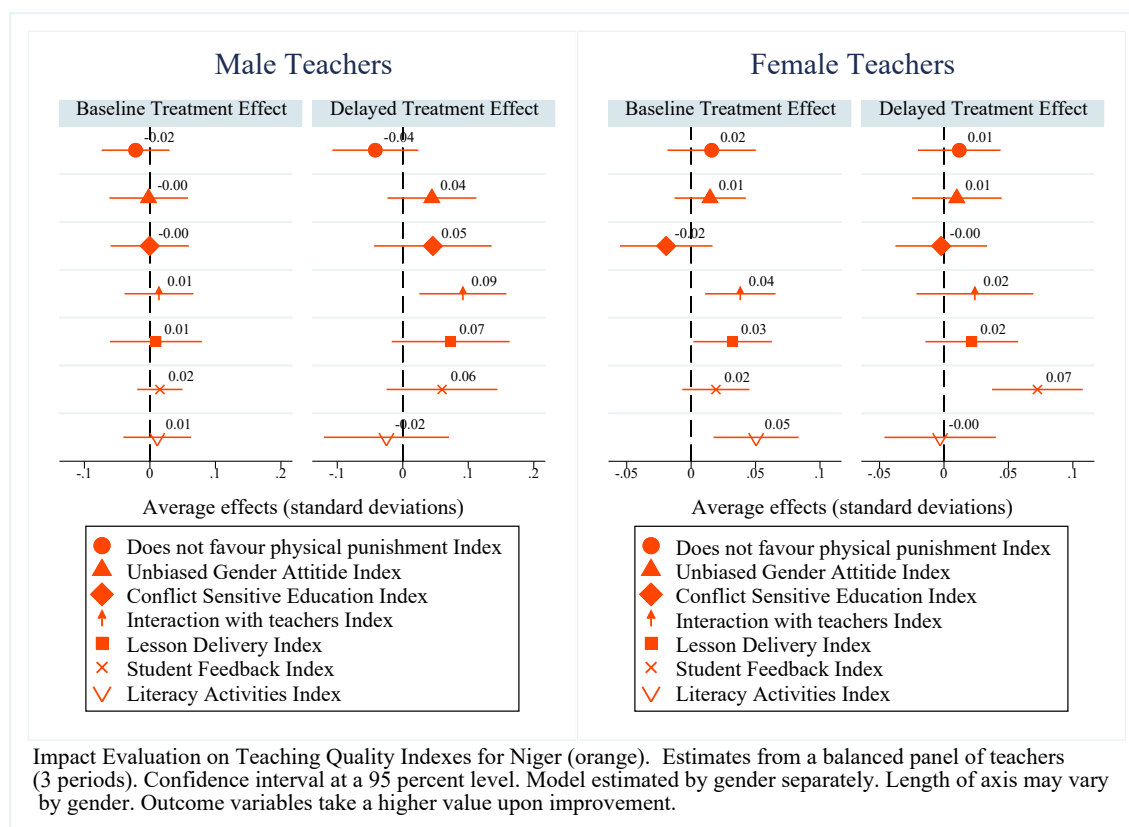 Male Teachers
Baseline Treatment Effect
Delayed Treatment Effect
-0.02
-0.04
-0.00
0.04
-0.00
0.05
0.01
0.09
0.01
0.07
0.02
0.06
0.01
-0.02
-.1 0 .1 .2
-.1 0 .1 .2
Average effects (standard deviations)
Does not favour physical punishment Index
Unbiased Gender Attitide Index
Conflict Sensitive Education Index
Interaction with teachers Index
Lesson Delivery Index
Student Feedback Index
Literacy Activities Index
Female Teachers
Baseline Treatment Effect
Delayed Treatment Effect
0.02
0.01
0.01
0.01
-0.02
-0.00
0.04
0.02
0.03
0.02
0.02
0.07
0.05
-0.00
-.05 0 .05 .1
-.05 0 .05 .1
Average effects (standard deviations)
Does not favour physical punishment Index
Unbiased Gender Attitide Index
Conflict Sensitive Education Index
Interaction with teachers Index
Lesson Delivery Index
Student Feedback Index
Literacy Activities Index
Impact Evaluation on Teaching Quality Indexes for Niger (orange).  Estimates from a balanced panel of teachers
(3 periods). Confidence interval at a 95 percent level. Model estimated by gender separately. Length of axis may vary
by gender. Outcome variables take a higher value upon improvement.